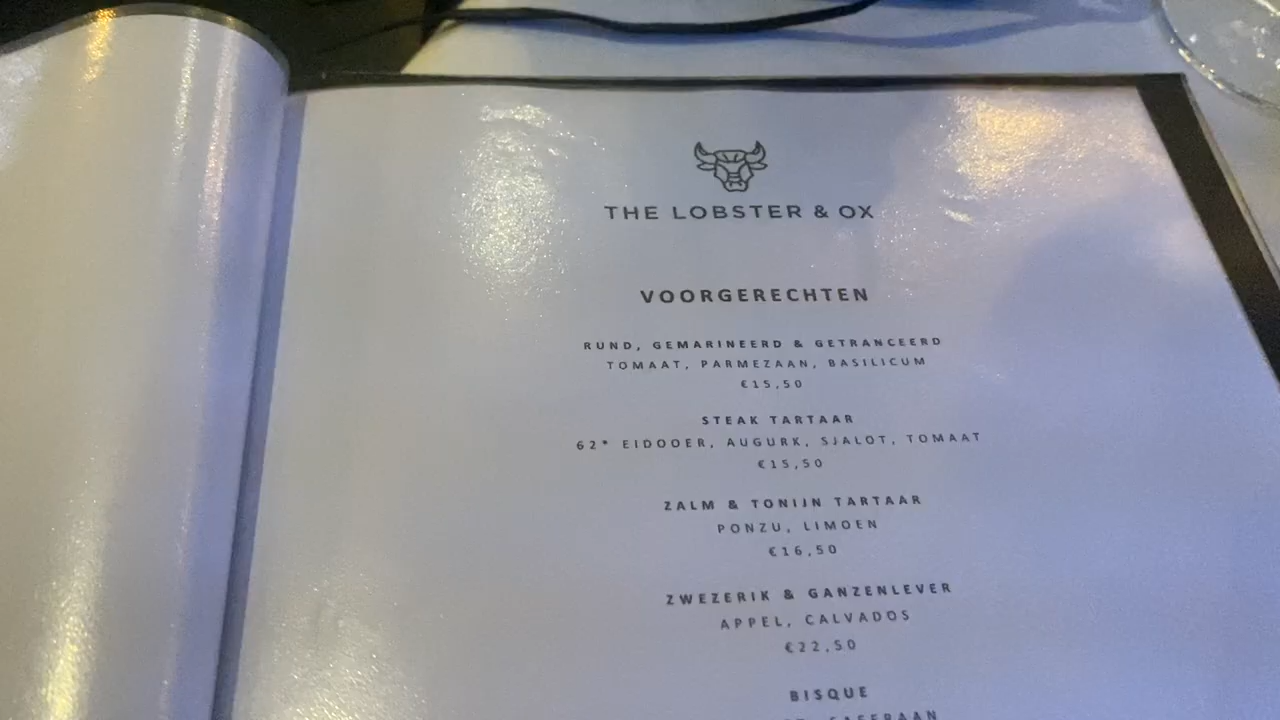 THE LOBSTER & OX
VOORGERECHTEN
RUND, GEMARINEERD & GETRANCEERD
TOMAAT, PARMEZAAN, BASILICUM
€15,50
STEAK TARTAAR
62° EIDOOER, AUGURK, SJALOT, TOMAAT
€15,50
ZALM & TONIJN TARTAAR
PONZU, LIMOEN
€16,50
ZWEZERIK & GANZENLEVER
APPEL, CALVADOS
€22,50
BISQUE